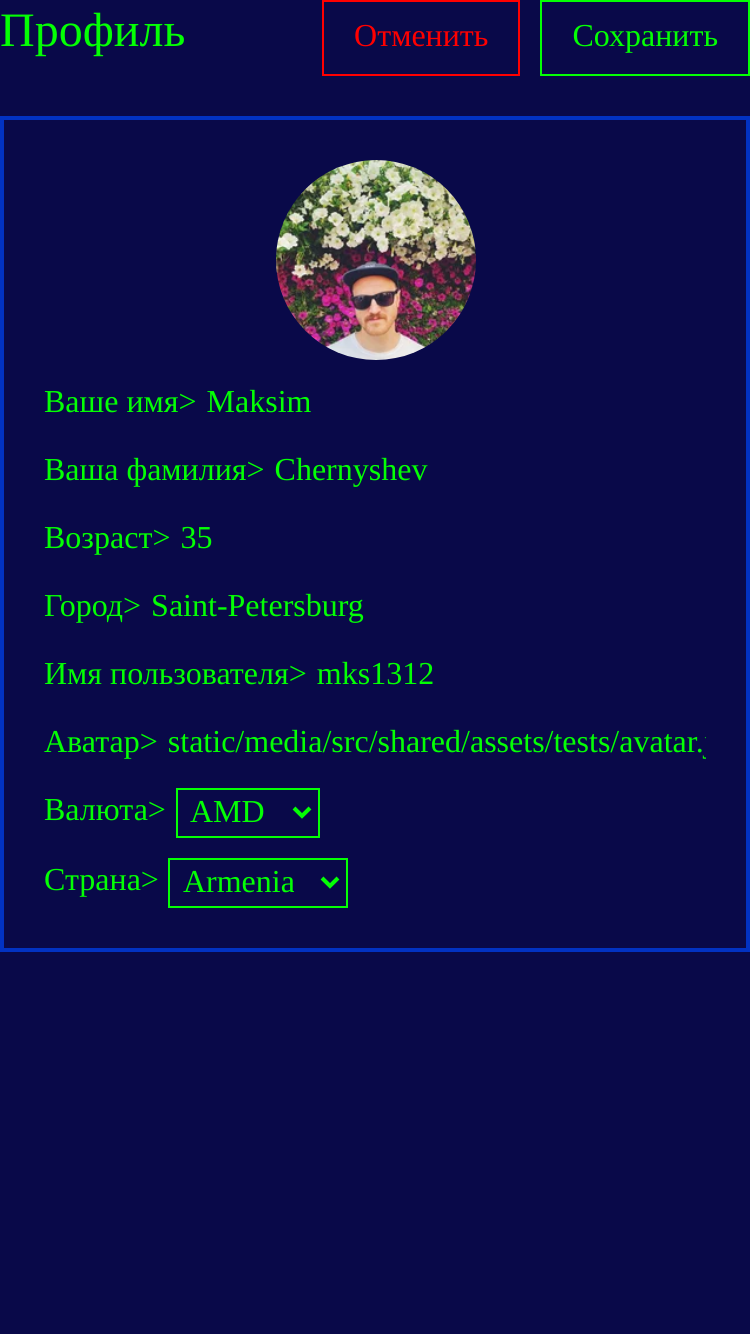 Профиль
Отменить
Сохранить
Ваше имя> Maksim
Ваша фамилия> Chernyshev
Возраст> 35
Город> Saint-Petersburg
Имя пользователя> mks1312
Аватар> static/media/src/shared/assets/tests/avatar.
Валюта> AMD
Страна> Armenia